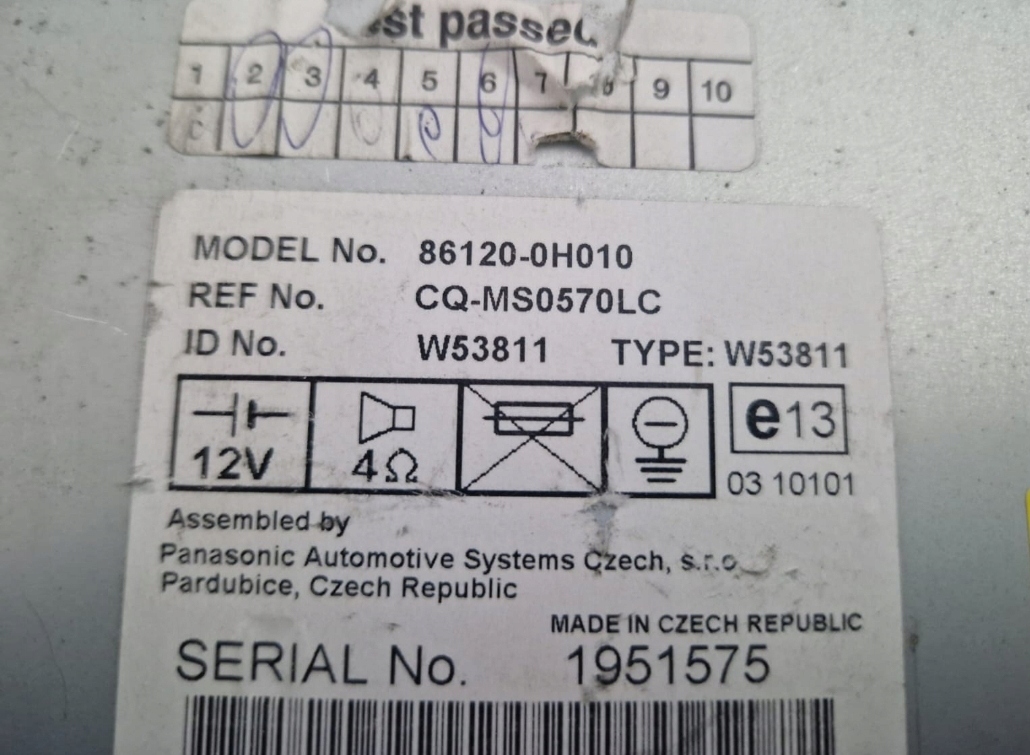 passed
1 2 3 4 5 6 7 8 9 10
MODEL No. 86120-0H010
REF No. CQ-MS0570LC
ID No. W53811 TYPE: W53811
12V 4Ω e13
03 10101
Assembled by
Panasonic Automotive Systems Czech, s.r.o.
Pardubice, Czech Republic
MADE IN CZECH REPUBLIC
SERIAL No. 1951575